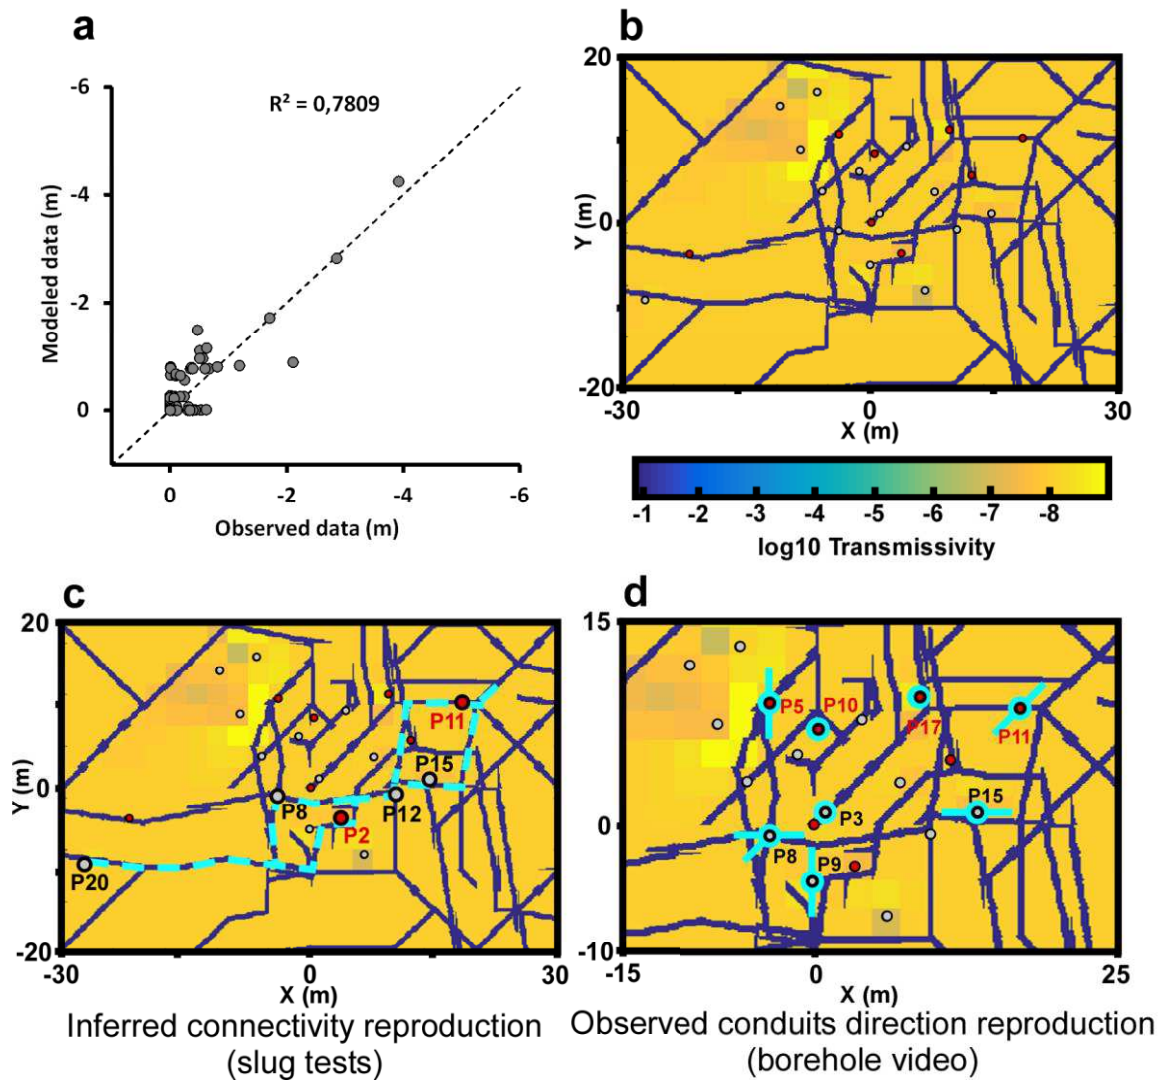 a
R² = 0,7809
-6
-4
-2
0
Modeled data (m)
0
-2
-4
-6
Observed data (m)
b
20
0
-20
Y (m)
-30
0
30
X (m)
-1
-2
-3
-4
-5
-6
-7
-8
log10 Transmissivity
c
20
0
-20
Y (m)
P11
P15
P8
P12
P2
P20
-30
0
30
X (m)
Inferred connectivity reproduction
(slug tests)
d
15
0
-10
P5
P10
P17
P11
P3
P15
P8
P9
-15
0
25
X (m)
Observed conduits direction reproduction
(borehole video)